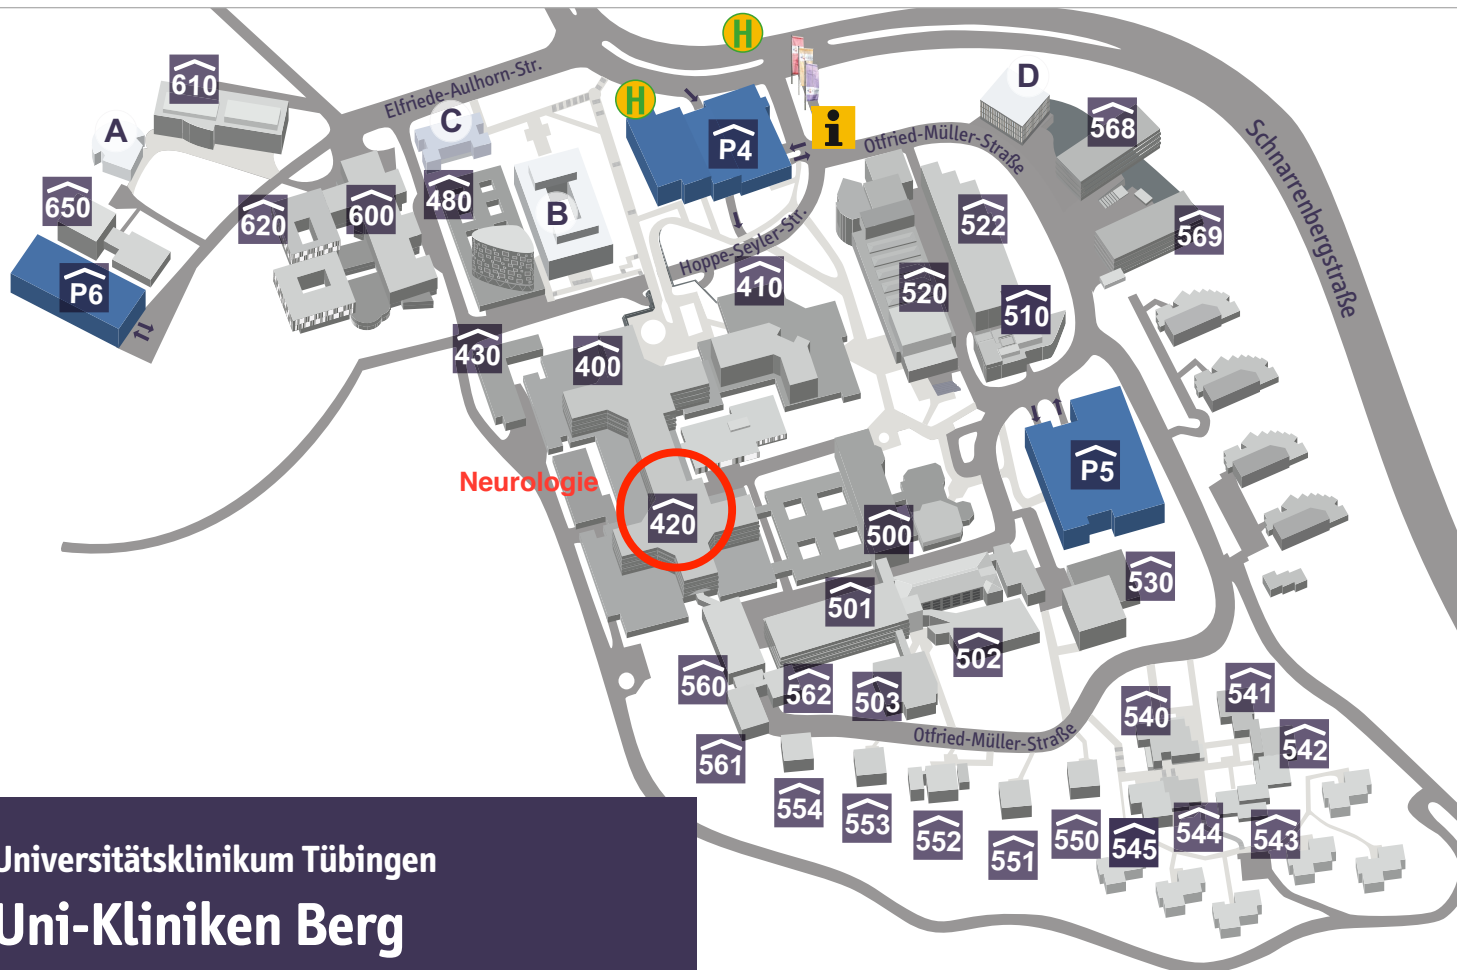 H
D
610
Elfriede-Aulhorn-Str.
H
A
C
P4
i
Otfried-Müller-Straße
568
Schnarrenbergstraße
650
620
600
480
B
522
569
P6
Hoppe-Seyler-Str.
410
520
510
430
400
Neurologie
420
P5
500
501
530
502
560
562
503
541
540
542
Otfried-Müller-Straße
561
554
553
552
551
550
545
544
543
Universitätsklinikum Tübingen
Uni-Kliniken Berg